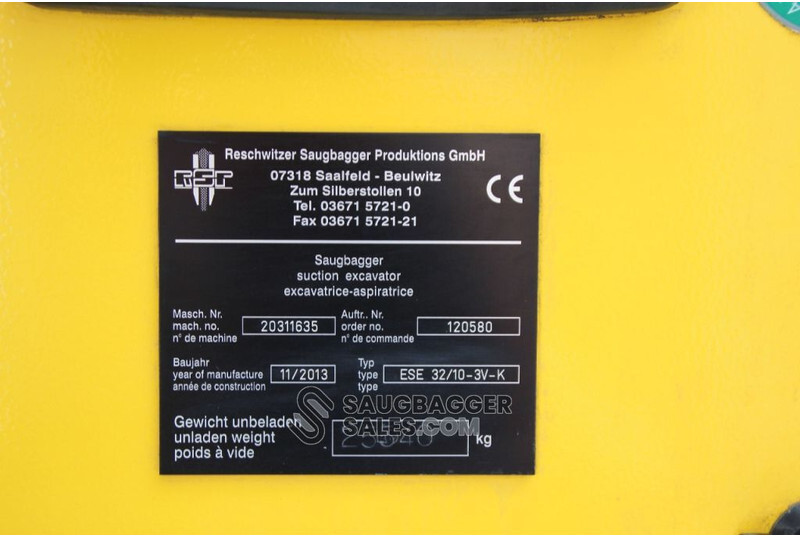 Reschwitzer Saugbagger Produktions GmbH
RSP
07318 Saalfeld - Beulwitz
Zum Silberstollen 10
Tel. 03671 5721-0
Fax 03671 5721-21
CE
Saugbagger
suction excavator
excavatrice-aspiratrice
Masch. Nr.
mach. no.
n° de machine
20311635
Auftr.. Nr.
order no.
n° de commande
120580
Baujahr
year of manufacture
année de construction
11/2013
Typ
type
type
ESE 32/10-3V-K
Gewicht unbeladen
unladen weight
poids à vide
kg
SAUGBAGGER
SALES.COM